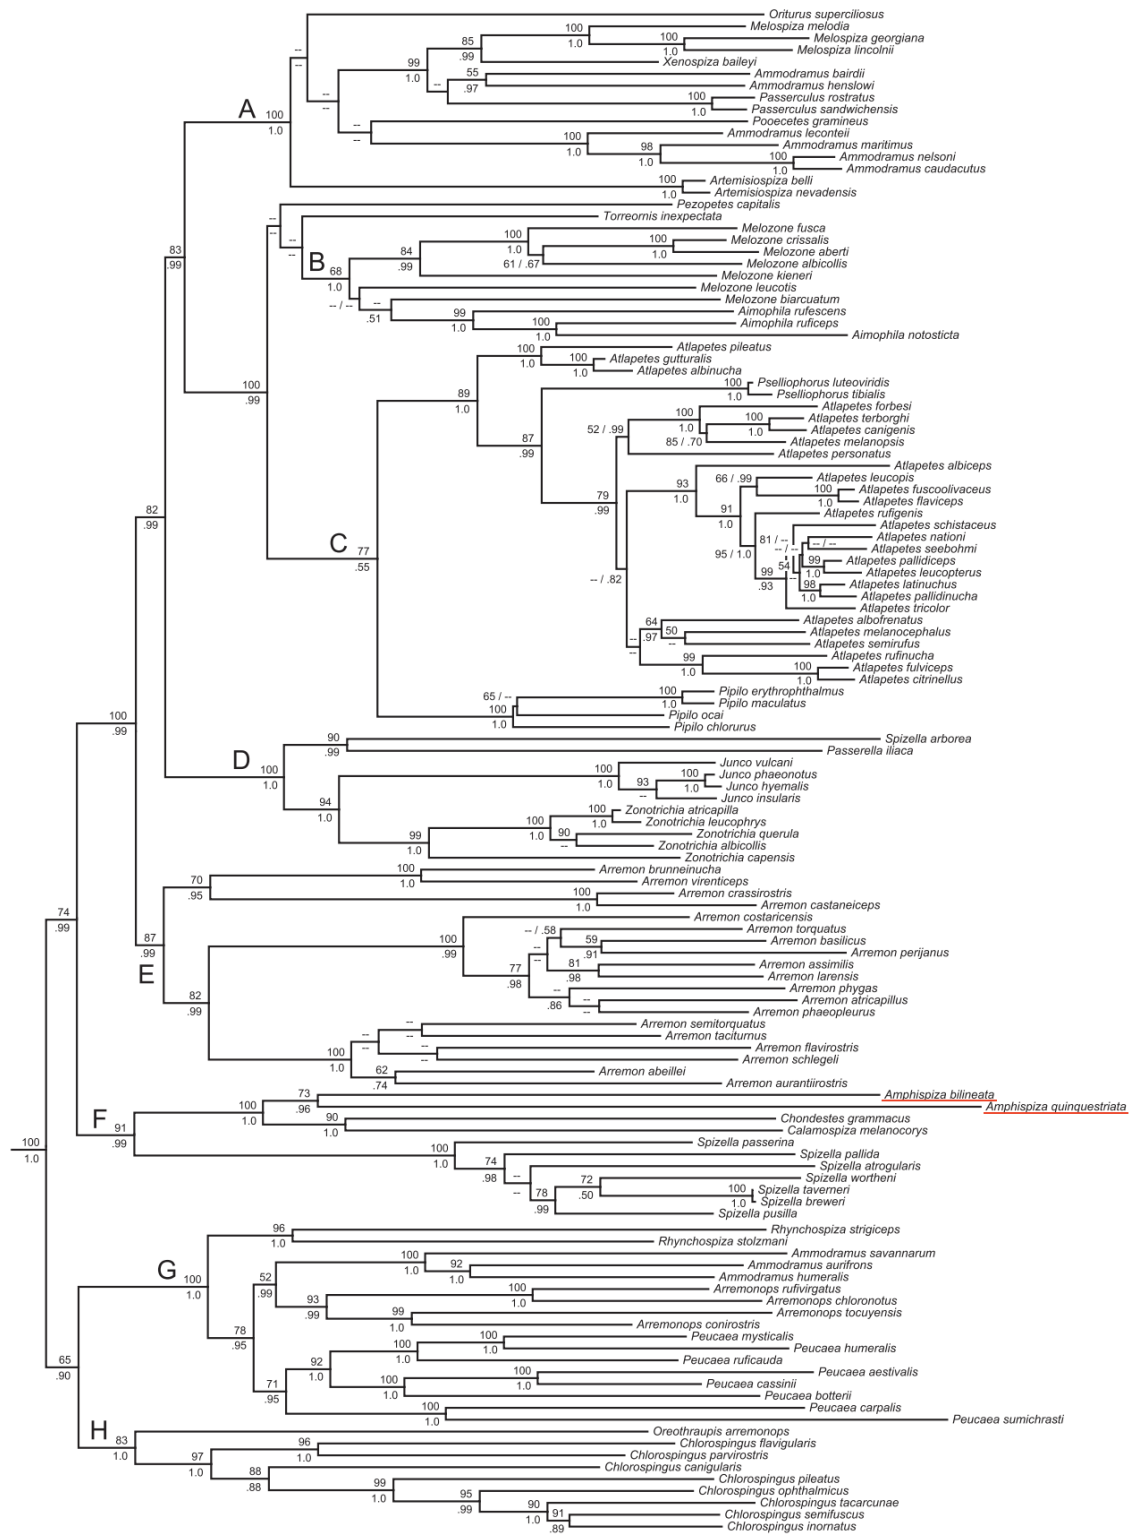 Oriturus superciliosus
Melospiza melodia
100
1.0
85
.99
Melospiza georgiana
100
1.0
Melospiza lincolnii
--
--
99
1.0
Xenospiza baileyi
Ammodramus bairdii
55
.97
--
Ammodramus henslowi
--
--
Passerculus rostratus
100
1.0
Passerculus sandwichensis
A
100
1.0
Pooecetes gramineus
--
--
Ammodramus leconteii
100
1.0
Ammodramus maritimus
98
1.0
Ammodramus nelsoni
100
1.0
Ammodramus caudacutus
Artemisiospiza belli
100
1.0
Artemisiospiza nevadensis
Pezopetes capitalis
--
--
Torreornis inexpectata
--
--
Melozone fusca
100
1.0
Melozone crissalis
100
1.0
Melozone aberti
83
.99
84
.99
61 / .67
Melozone albicollis
B
68
1.0
Melozone kieneri
Melozone leucotis
-- / --
Melozone biarcuatum
--
.51
Aimophila rufescens
99
1.0
Aimophila ruficeps
100
1.0
Aimophila notosticta
Atlapetes pileatus
100
1.0
Atlapetes gutturalis
100
1.0
Atlapetes albinucha
100
.99
89
1.0
Pselliophorus luteoviridis
100
1.0
Pselliophorus tibialis
Atlapetes forbesi
100
1.0
Atlapetes terborghi
100
1.0
Atlapetes canigenis
52 / .99
85 / .70
Atlapetes melanopsis
87
.99
Atlapetes personatus
Atlapetes albiceps
93
1.0
66 / .99
Atlapetes leucopis
Atlapetes fuscoolivaceus
100
1.0
Atlapetes flaviceps
79
.99
91
1.0
Atlapetes rufigenis
82
.99
Atlapetes schistaceus
81 / --
Atlapetes nationi
-- / --
-- / --
Atlapetes seebohmi
C
77
.55
95 / 1.0
Atlapetes pallidiceps
99
1.0
54
--
Atlapetes leucopterus
-- / .82
99
.93
Atlapetes latinuchus
98
1.0
Atlapetes pallidinucha
Atlapetes tricolor
Atlapetes albofrenatus
64
.97
Atlapetes melanocephalus
50
--
Atlapetes semirufus
--
--
Atlapetes rufinucha
99
1.0
Atlapetes fulviceps
100
1.0
Atlapetes citrinellus
Pipilo erythrophthalmus
100
1.0
65 / --
Pipilo maculatus
100
1.0
Pipilo ocai
Pipilo chlorurus
100
.99
Spizella arborea
90
.99
Passerella iliaca
D
100
1.0
Junco vulcani
100
1.0
Junco phaeonotus
100
1.0
Junco hyemalis
93
--
Junco insularis
94
1.0
Zonotrichia atricapilla
100
1.0
Zonotrichia leucophrys
100
1.0
Zonotrichia querula
90
--
Zonotrichia albicollis
99
1.0
Zonotrichia capensis
Arremon brunneinucha
100
1.0
Arremon virenticeps
70
.95
Arremon crassirostris
100
1.0
Arremon castaneiceps
74
.99
Arremon costaricensis
-- / .58
Arremon torquatus
Arremon basilicus
59
.91
Arremon perijanus
87
.99
E
100
.99
--
--
Arremon assimilis
81
.98
Arremon larensis
77
.98
Arremon phygas
--
.86
Arremon atricapillus
--
--
Arremon phaeopleurus
82
.99
Arremon semitorquatus
--
--
Arremon taciturnus
--
--
Arremon flavirostris
--
--
Arremon schlegeli
100
1.0
Arremon abeillei
62
.74
Arremon aurantiirostris
Amphispiza bilineata
73
.96
Amphispiza quinquestriata
100
1.0
Chondestes grammacus
90
1.0
Calamospiza melanocorys
F
91
.99
Spizella passerina
100
1.0
100
1.0
Spizella pallida
74
.98
Spizella atrogularis
--
--
Spizella wortheni
72
.50
Spizella taverneri
100
1.0
Spizella breweri
78
.99
Spizella pusilla
Rhynchospiza strigiceps
96
1.0
Rhynchospiza stolzmani
G
100
1.0
Ammodramus savannarum
100
1.0
Ammodramus aurifrons
92
1.0
Ammodramus humeralis
52
.99
Arremonops rufivirgatus
100
1.0
Arremonops chloronotus
93
.99
Arremonops tocuyensis
99
1.0
Arremonops conirostris
78
.95
Peucaea mysticalis
100
1.0
Peucaea humeralis
100
1.0
Peucaea ruficauda
65
.90
92
1.0
Peucaea aestivalis
100
1.0
Peucaea cassinii
100
1.0
Peucaea botterii
71
.95
Peucaea carpalis
100
1.0
Peucaea sumichrasti
H
83
1.0
Oreothraupis arremonops
Chlorospingus flavigularis
96
1.0
Chlorospingus parvirostris
97
1.0
Chlorospingus canigularis
88
.88
Chlorospingus pileatus
99
1.0
Chlorospingus ophthalmicus
95
.99
Chlorospingus tacarcunae
90
1.0
Chlorospingus semifuscus
91
.89
Chlorospingus inornatus